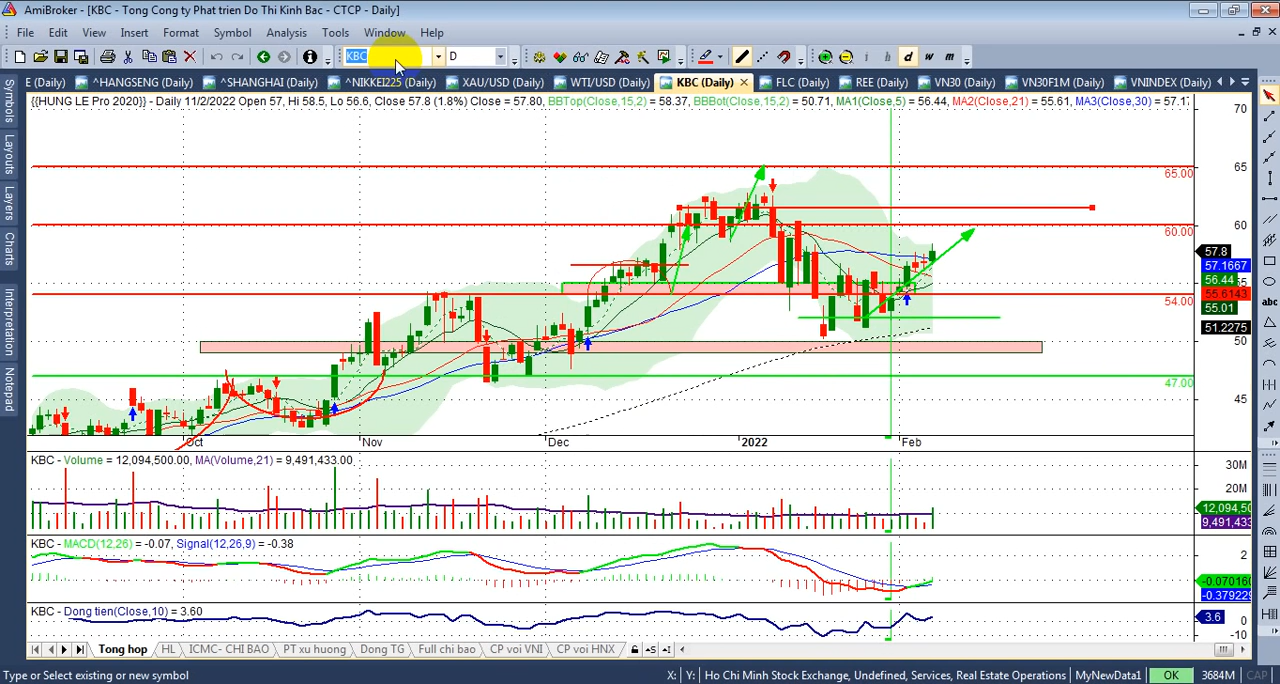 AmiBroker - [KBC - Tong Cong ty Phat trien Do Thi Kinh Bac - CTCP - Daily]
File Edit View Insert Format Symbol Analysis Tools Window Help
KBC D i h d w m
E (Daily) ^HANGSENG (Daily) ^SHANGHAI (Daily) ^NIKKEI225 (Daily) XAU/USD (Daily) WTI/USD (Daily) KBC (Daily) FLC (Daily) REE (Daily) VN30 (Daily) VN30F1M (Daily) VNINDEX (Daily)
{{HUNG LE Pro 2020}} - Daily 11/2/2022 Open 57, Hi 58.5, Lo 56.6, Close 57.8 (1.8%) Close = 57.80, BBTop(Close,15,2) = 58.37, BBBot(Close,15,2) = 50.71, MA1(Close,5) = 56.44, MA2(Close,21) = 55.61, MA3(Close,30) = 57.17
Symbols
Layouts
Layers
Charts
Interpretation
Notepad
abc
70
65
65.00
60
60.00
57.8
57.1667
56.44
55
55.6143
55.01
54.00
51.2275
50
47.00
45
Oct Nov Dec 2022 Feb
KBC - Volume = 12,094,500.00, MA(Volume,21) = 9,491,433.00
30M
20M
12,094,50
9,491,433
KBC - MACD(12,26) = -0.07, Signal(12,26,9) = -0.38
2
-0.070160
-0.379229
KBC - Dong tien(Close,10) = 3.60
3.6
0
-10
Tong hop HL ICMC- CHI BAO PT xu huong Dong TG Full chi bao CP voi VNI CP voi HNX
Type or Select existing or new symbol X: Y: Ho Chi Minh Stock Exchange, Undefined, Services, Real Estate Operations MyNewData1 OK 3684M CAP